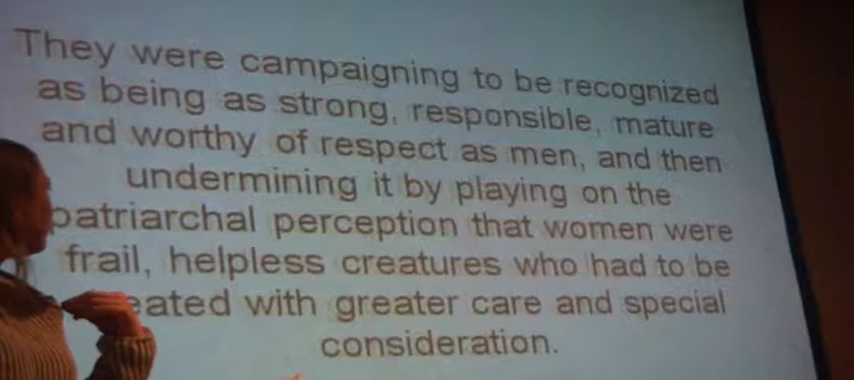 They were campaigning to be recognized
as being as strong, responsible, mature
and worthy of respect as men, and then
undermining it by playing on the
patriarchal perception that women were
frail, helpless creatures who had to be
eated with greater care and special
consideration.